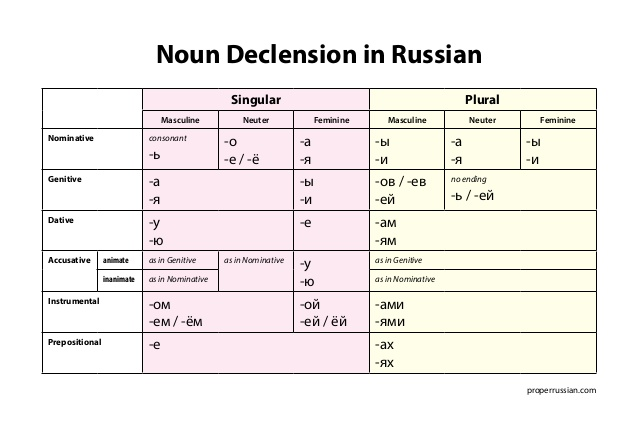 Noun Declension in Russian
Singular Plural
Masculine Neuter Feminine Masculine Neuter Feminine
Nominative consonant -о -а -ы -а -ы
-ь -е / -ё -я -и -я -и
Genitive -а -ы -ов / -ев no ending
-я -и -ей -ь / -ей
Dative -у -е -ам
-ю -ям
Accusative animate as in Genitive as in Nominative -у as in Genitive
inanimate as in Nominative -ю as in Nominative
Instrumental -ом -ой -ами
-ем / -ём -ей / ёй -ями
Prepositional -е -ах
-ях
properrussian.com